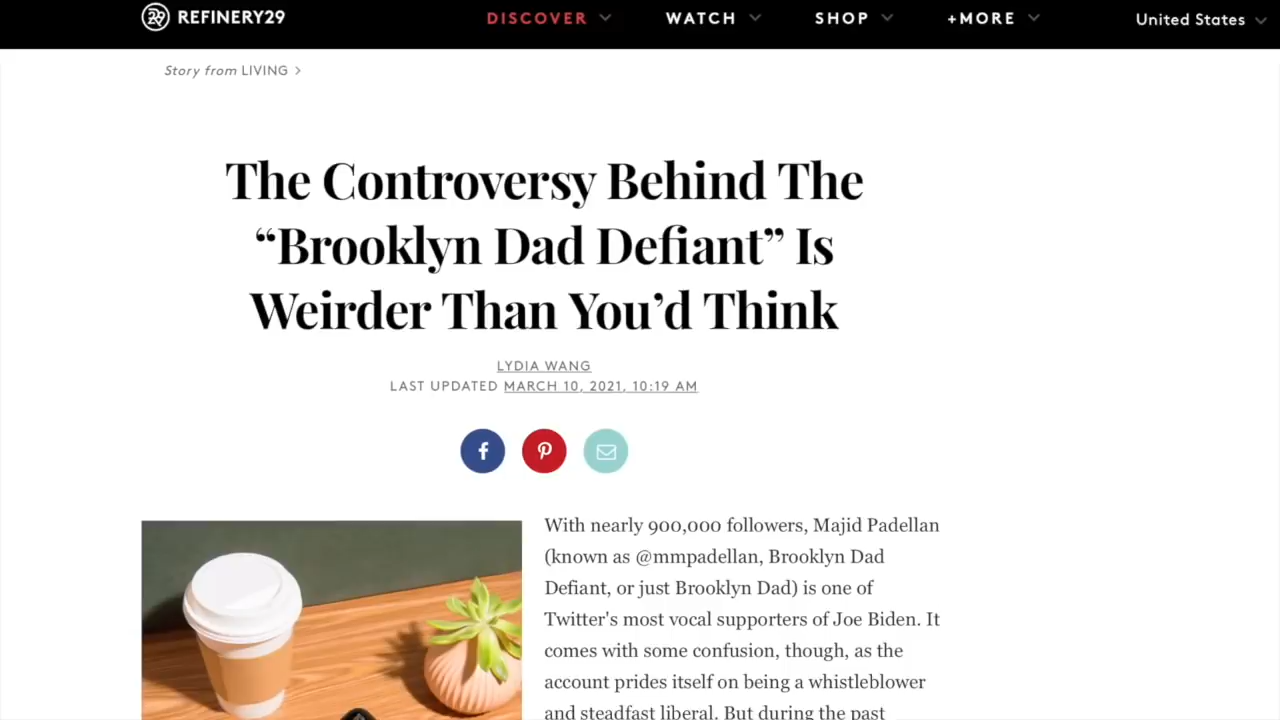 REFINERY29
DISCOVER
WATCH
SHOP
+MORE
United States
Story from LIVING >
The Controversy Behind The
“Brooklyn Dad Defiant” Is
Weirder Than You’d Think
LYDIA WANG
LAST UPDATED MARCH 10, 2021, 10:19 AM
With nearly 900,000 followers, Majid Padellan
(known as @mmpadellan, Brooklyn Dad
Defiant, or just Brooklyn Dad) is one of
Twitter's most vocal supporters of Joe Biden. It
comes with some confusion, though, as the
account prides itself on being a whistleblower
and steadfast liberal. But during the past